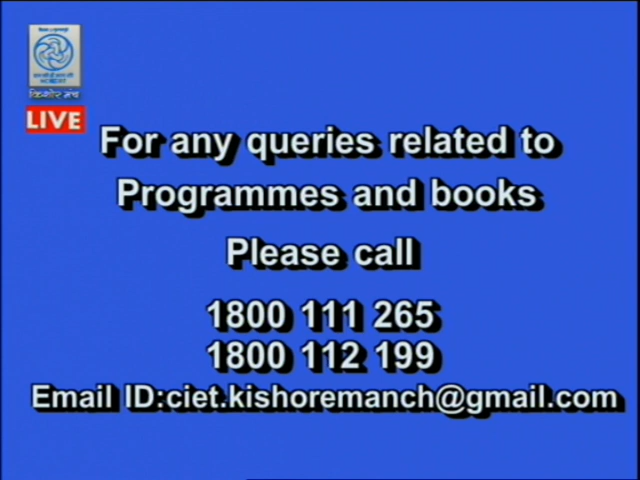 किशोर मंच
LIVE
For any queries related to
Programmes and books
Please call
1800 111 265
1800 112 199
Email ID:ciet.kishoremanch@gmail.com